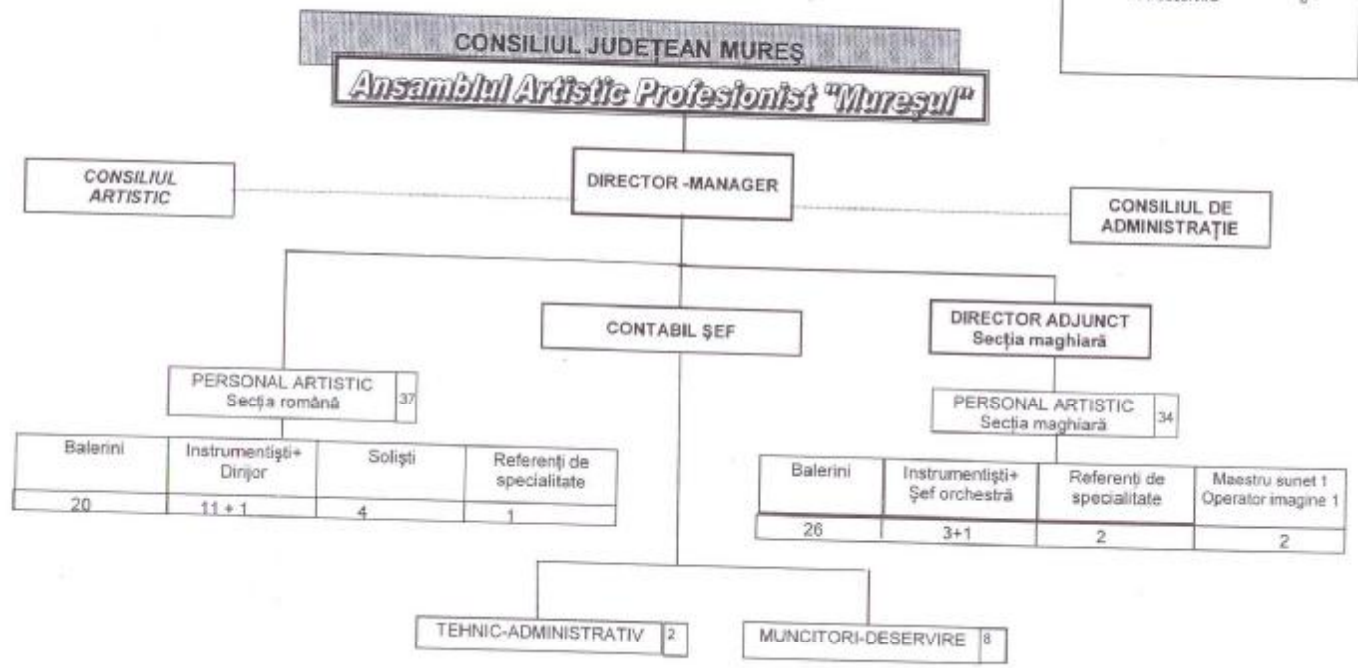 CONSILIUL JUDEȚEAN MUREȘ
Ansamblul Artistic Profesionist "Mureșul"
CONSILIUL
ARTISTIC
DIRECTOR -MANAGER
CONSILIUL DE
ADMINISTRAȚIE
CONTABIL ȘEF
DIRECTOR ADJUNCT
Secția maghiară
PERSONAL ARTISTIC
Secția română
37
PERSONAL ARTISTIC
Secția maghiară
34
Balerini
Instrumentiști+
Dirijor
Soliști
Referenți de
specialitate
20
11 + 1
4
1
Balerini
Instrumentiști+
Șef orchestră
Referenți de
specialitate
Maestru sunet 1
Operator imagine 1
26
3+1
2
2
TEHNIC-ADMINISTRATIV
2
MUNCITORI-DESERVIRE
8